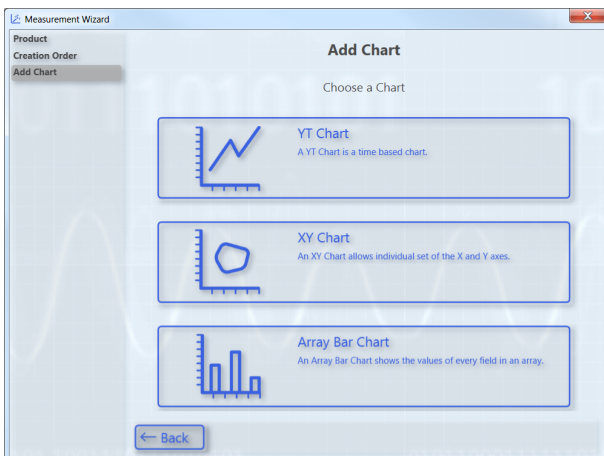 Measurement Wizard
Product
Creation Order
Add Chart
Add Chart
Choose a Chart
YT Chart
A YT Chart is a time based chart.
XY Chart
An XY Chart allows individual set of the X and Y axes.
Array Bar Chart
An Array Bar Chart shows the values of every field in an array.
← Back